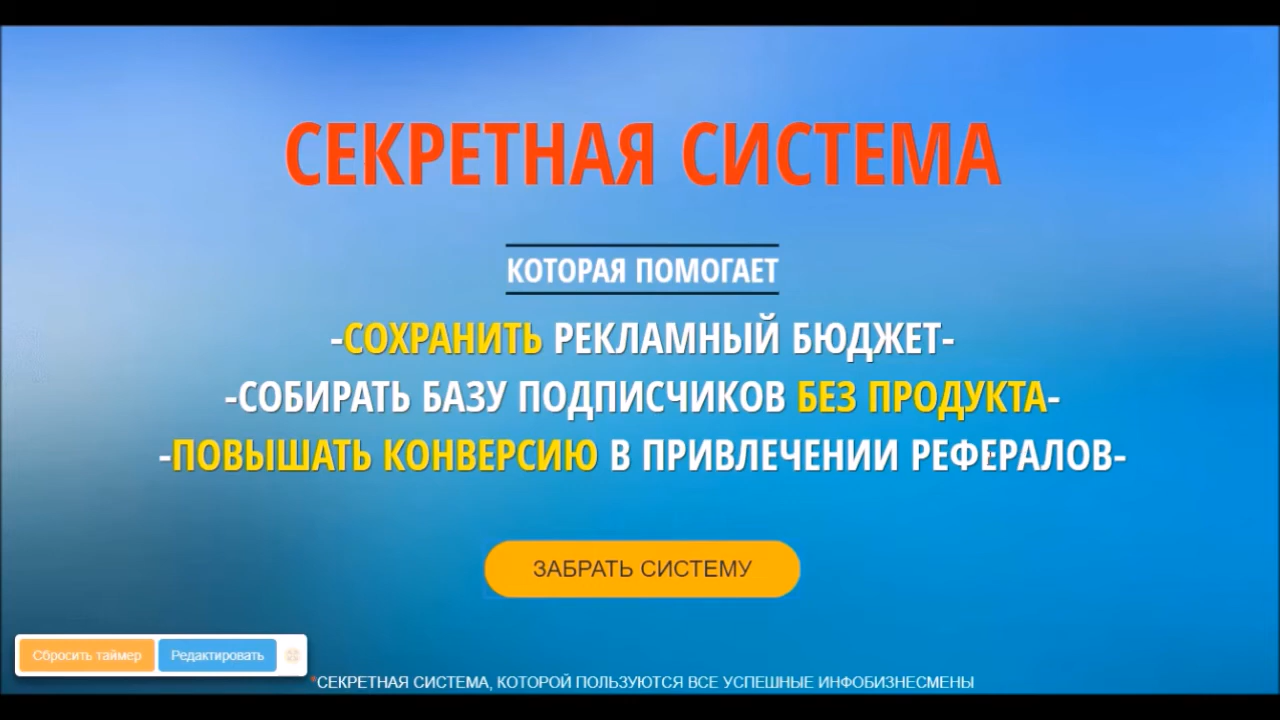 СЕКРЕТНАЯ СИСТЕМА
КОТОРАЯ ПОМОГАЕТ
-СОХРАНИТЬ РЕКЛАМНЫЙ БЮДЖЕТ-
-СОБИРАТЬ БАЗУ ПОДПИСЧИКОВ БЕЗ ПРОДУКТА-
-ПОВЫШАТЬ КОНВЕРСИЮ В ПРИВЛЕЧЕНИИ РЕФЕРАЛОВ-
ЗАБРАТЬ СИСТЕМУ
Сбросить таймер Редактировать
*СЕКРЕТНАЯ СИСТЕМА, КОТОРОЙ ПОЛЬЗУЮТСЯ ВСЕ УСПЕШНЫЕ ИНФОБИЗНЕСМЕНЫ